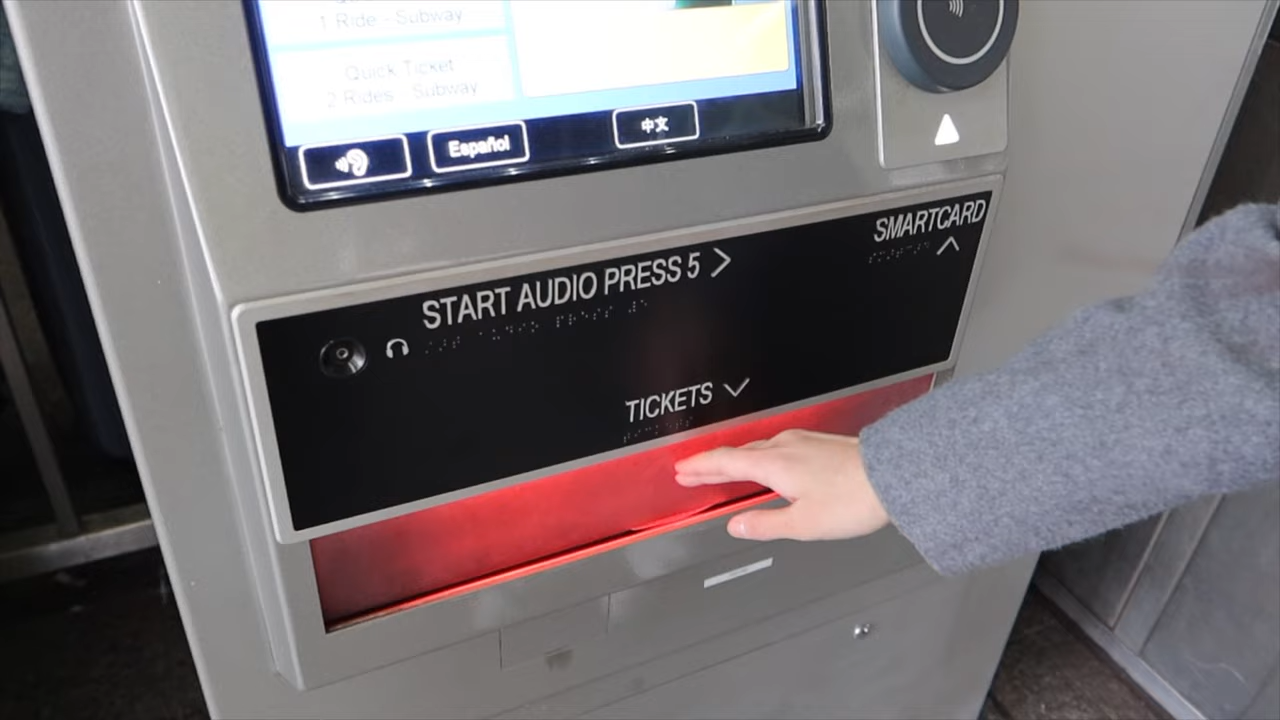 1 Ride - Subway
Quick Ticket
2 Rides - Subway
Español
中文
SMARTCARD
START AUDIO PRESS 5
TICKETS